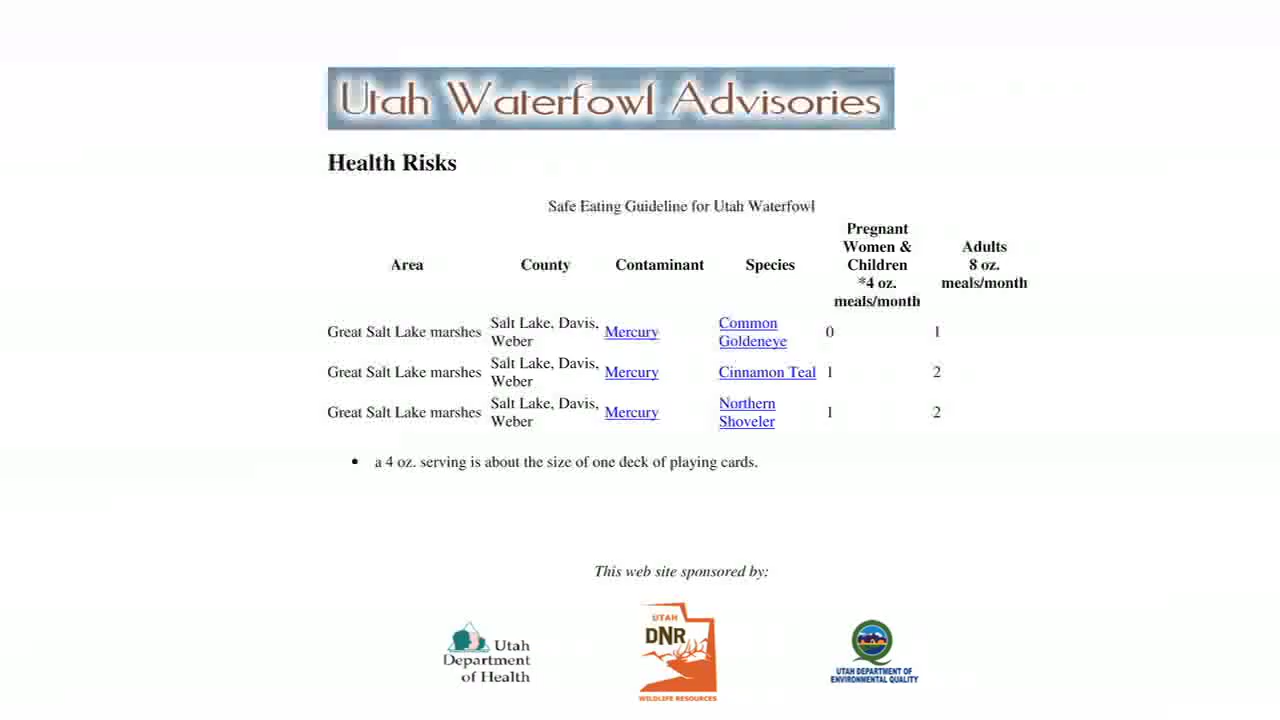 Utah Waterfowl Advisories
Health Risks
Safe Eating Guideline for Utah Waterfowl
Area County Contaminant Species Pregnant Women & Children *4 oz. meals/month Adults 8 oz. meals/month
Great Salt Lake marshes Salt Lake, Davis, Weber Mercury Common Goldeneye 0 1
Great Salt Lake marshes Salt Lake, Davis, Weber Mercury Cinnamon Teal 1 2
Great Salt Lake marshes Salt Lake, Davis, Weber Mercury Northern Shoveler 1 2
• a 4 oz. serving is about the size of one deck of playing cards.
This web site sponsored by:
Utah
Department
of Health
UTAH
DNR
WILDLIFE RESOURCES
UTAH DEPARTMENT OF
ENVIRONMENTAL QUALITY